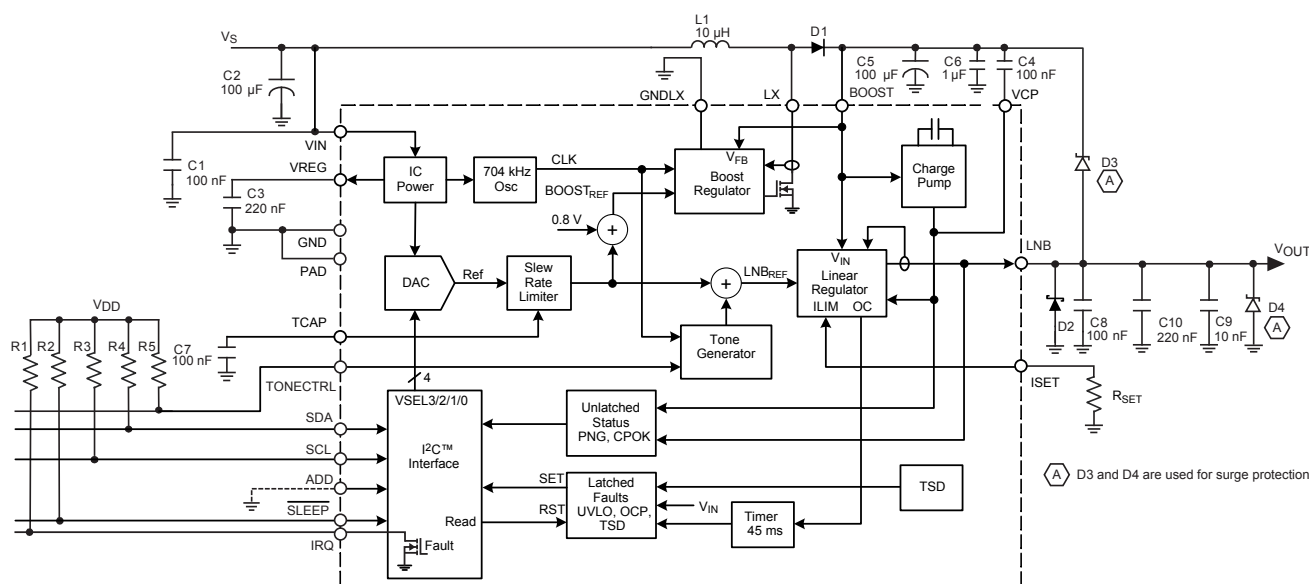 VS
L1
10 µH
D1
C2
100 µF
C5
100 µF
C6
1 µF
C4
100 nF
GNDLX
LX
BOOST
VCP
VIN
C1
100 nF
VREG
C3
220 nF
GND
PAD
IC
Power
704 kHz
Osc
CLK
BOOSTREF
0.8 V
VFB
Boost
Regulator
Charge
Pump
D3
A
DAC
Ref
Slew
Rate
Limiter
LNBREF
VIN
Linear
Regulator
ILIM OC
LNB
VOUT
D2
C8
100 nF
C10
220 nF
C9
10 nF
D4
A
VDD
R1
R2
R3
R4
R5
TCAP
C7
100 nF
TONECTRL
Tone
Generator
ISET
RSET
4
VSEL3/2/1/0
I2C™
Interface
Read
Fault
SDA
SCL
ADD
SLEEP
IRQ
Unlatched
Status
PNG, CPOK
SET
RST
Latched
Faults
UVLO, OCP,
TSD
VIN
Timer
45 ms
TSD
A D3 and D4 are used for surge protection